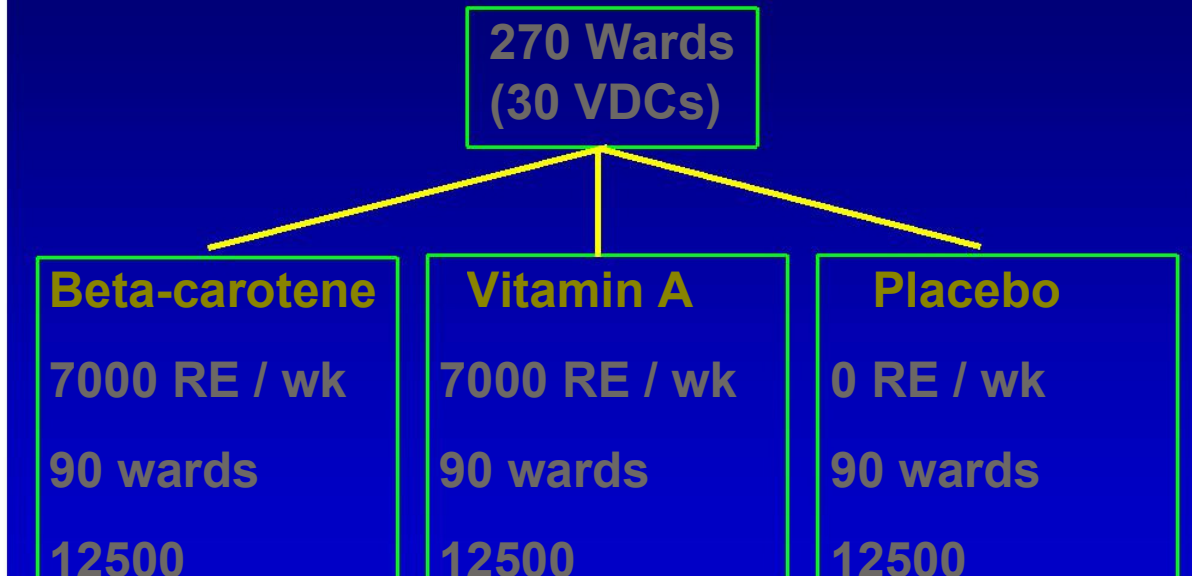 270 Wards
(30 VDCs)
Beta-carotene
7000 RE / wk
90 wards
12500
Vitamin A
7000 RE / wk
90 wards
12500
Placebo
0 RE / wk
90 wards
12500